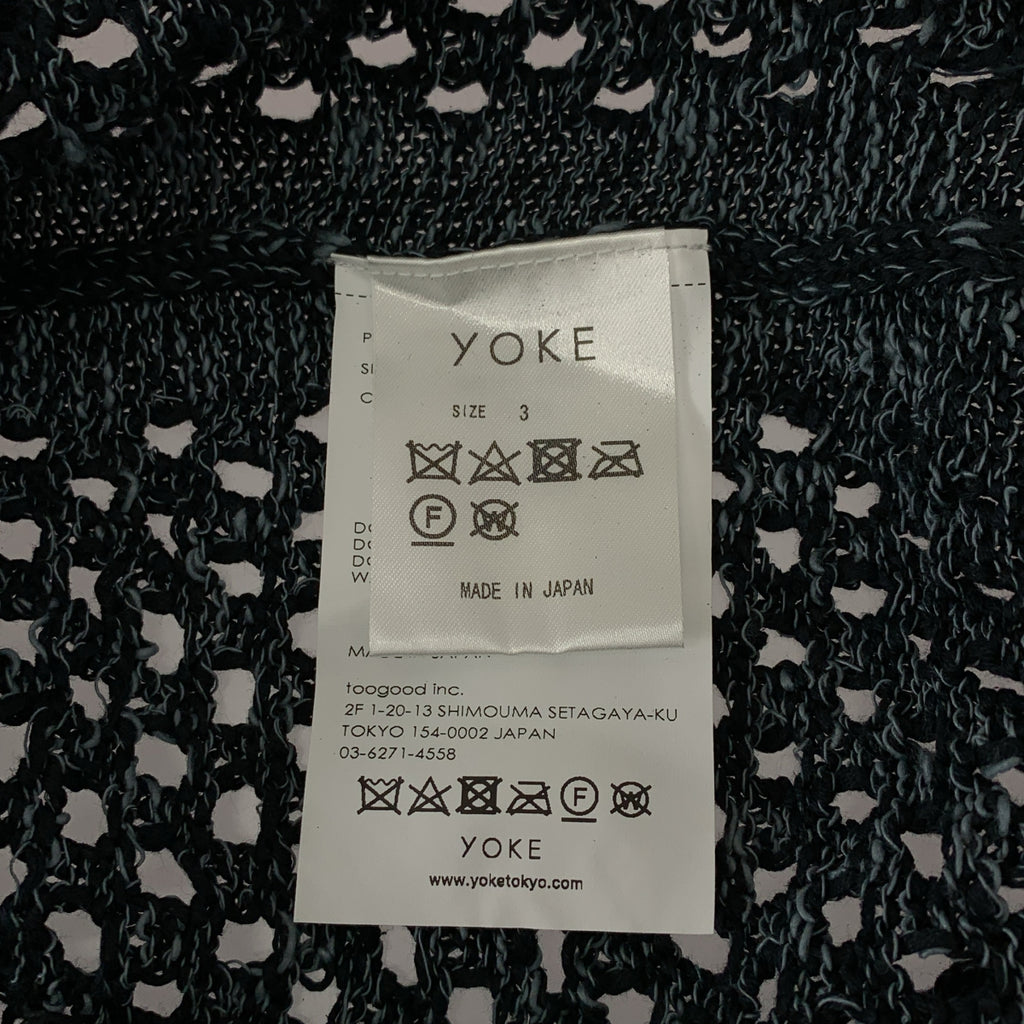 YOKE
SIZE 3
F W
MADE IN JAPAN
toogood inc.
2F 1-20-13 SHIMOUMA SETAGAYA-KU
TOKYO 154-0002 JAPAN
03-6271-4558
F W
YOKE
www.yoketokyo.com